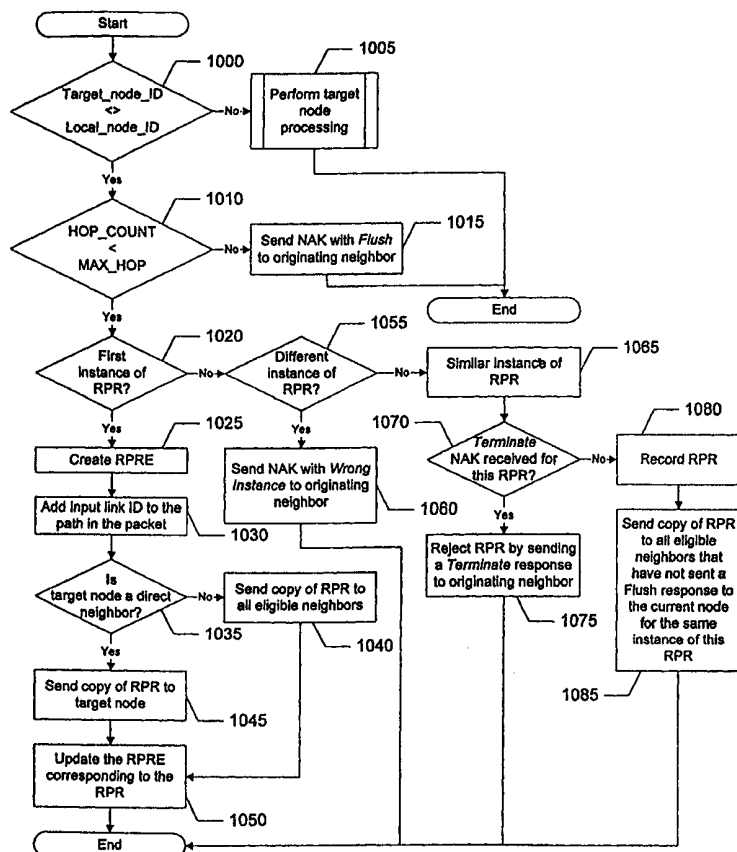 Start
1000
1005
Target_node_ID
<>
Local_node_ID
No
Perform target
node
processing
Yes
1010
1015
HOP_COUNT
<
MAX_HOP
No
Send NAK with Flush
to originating neighbor
Yes
End
1020
1055
First
instance of
RPR?
No
Different
instance of
RPR?
No
Similar instance of
RPR
1065
Yes
1025
Create RPRE
Yes
1070
Terminate
NAK received for
this RPR?
No
1080
Record RPR
Add input link ID to the
path in the packet
1030
Send NAK with Wrong
Instance to originating
neighbor
1060
Yes
Is
target node a direct
neighbor?
1035
No
Send copy of RPR to
all eligible neighbors
1040
Reject RPR by sending
a Terminate response
to originating neighbor
1075
Send copy of RPR
to all eligible
neighbors that
have not sent a
Flush response to
the current node
for the same
instance of this
RPR
1085
Yes
Send copy of RPR to
target node
1045
Update the RPRE
corresponding to the
RPR
1050
End